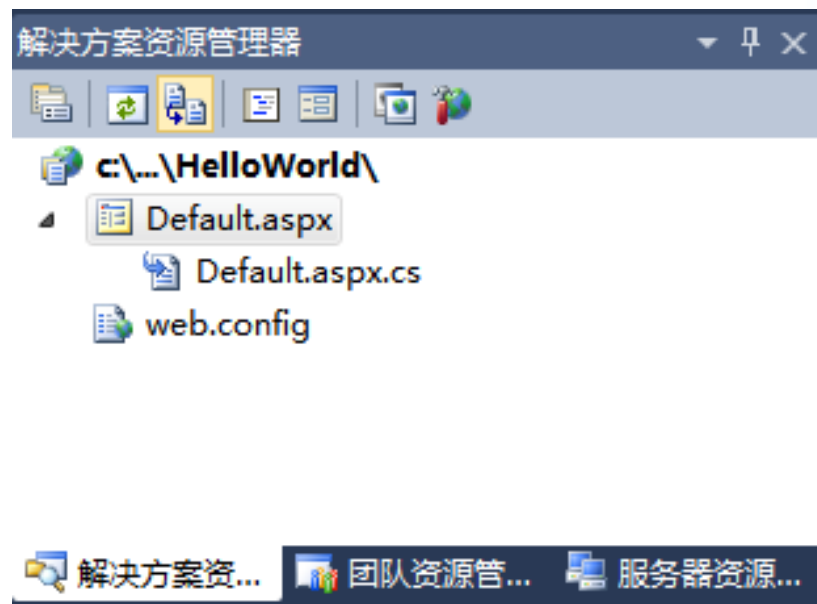 解决方案资源管理器
c:\...\HelloWorld\
Default.aspx
Default.aspx.cs
web.config
解决方案资... 团队资源管... 服务器资源...